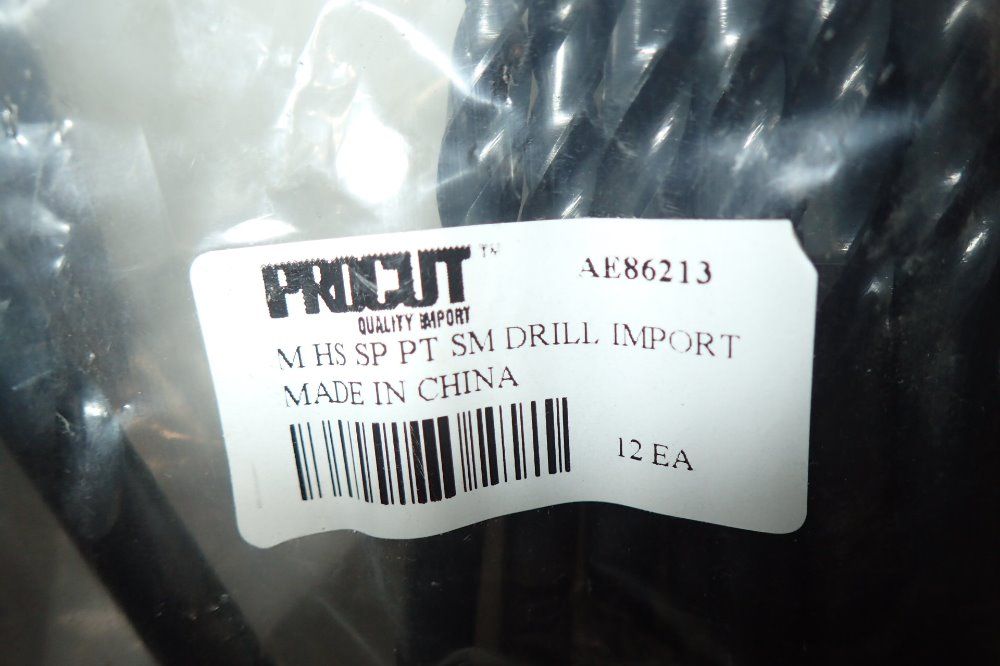 PROCUT™
AE86213
QUALITY IMPORT
M HS SP PT SM DRILL IMPORT
MADE IN CHINA
12 EA